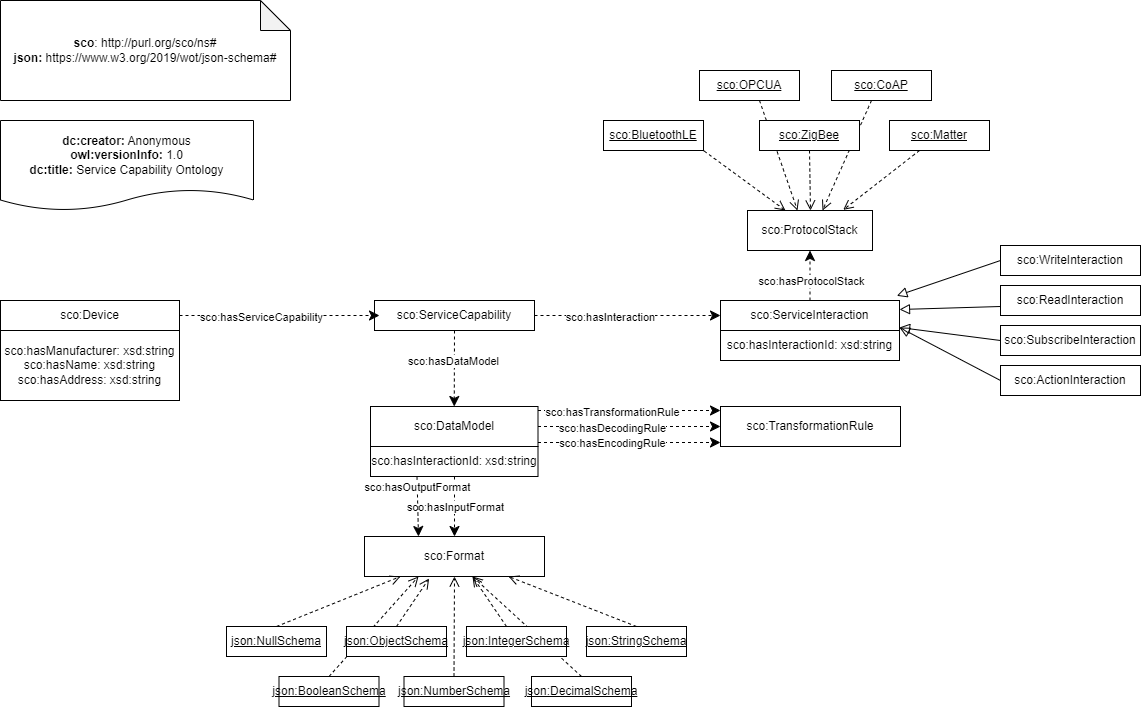 sco: http://purl.org/sco/ns#
json: https://www.w3.org/2019/wot/json-schema#
dc:creator: Anonymous
owl:versionInfo: 1.0
dc:title: Service Capability Ontology
sco:OPCUA
sco:CoAP
sco:BluetoothLE
sco:ZigBee
sco:Matter
sco:ProtocolStack
sco:hasProtocolStack
sco:WriteInteraction
sco:ReadInteraction
sco:SubscribeInteraction
sco:ActionInteraction
sco:Device
sco:hasManufacturer: xsd:string
sco:hasName: xsd:string
sco:hasAddress: xsd:string
sco:hasServiceCapability
sco:ServiceCapability
sco:hasInteraction
sco:ServiceInteraction
sco:hasInteractionId: xsd:string
sco:hasDataModel
sco:DataModel
sco:hasInteractionId: xsd:string
sco:hasTransformationRule
sco:hasDecodingRule
sco:hasEncodingRule
sco:TransformationRule
sco:hasOutputFormat
sco:hasInputFormat
sco:Format
json:NullSchema
json:ObjectSchema
json:IntegerSchema
json:StringSchema
json:BooleanSchema
json:NumberSchema
json:DecimalSchema